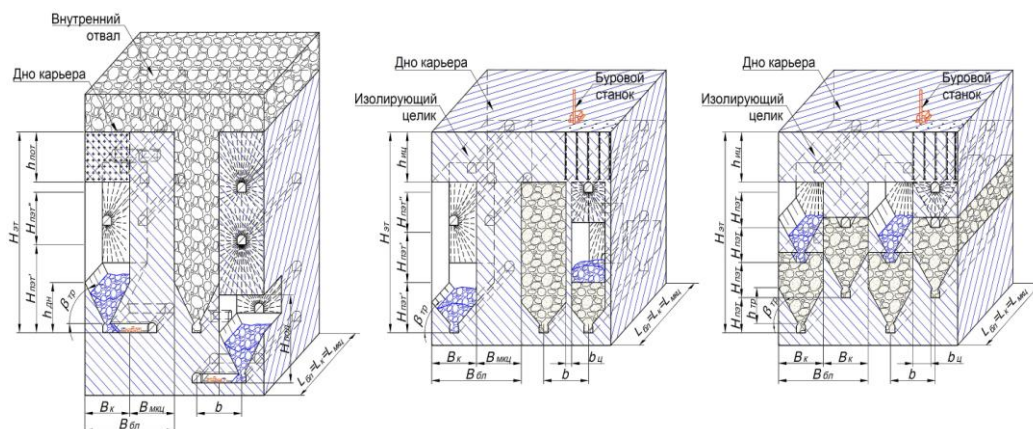 Внутренний
отвал
Дно карьера
h пот
H пэт"
H эт
H пэт'
h дн
β тр
H под
L бл =L к =L мкц
B к
B мкц
b
B бл
Дно карьера
Изолирующий
целик
Буровой
станок
h иц
H пэт"
H эт
H пэт'
H пэт'
β тр
L бл =L к =L мкц
B к
B мкц
b ц
B бл
b
Дно карьера
Изолирующий
целик
Буровой
станок
h иц
H пэт
H эт
H пэт
H пэт
H пэт
h тр
β тр
L бл =L к =L мкц
B к
B к
b ц
B бл
b